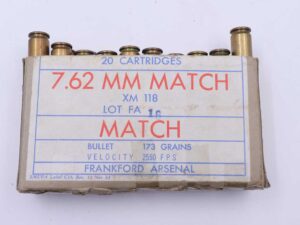 20 CARTRIDGES
7.62 MM MATCH
XM 118
LOT FA 16
MATCH
BULLET 173 GRAINS
VELOCITY 2550 FPS
FRANKFORD ARSENAL